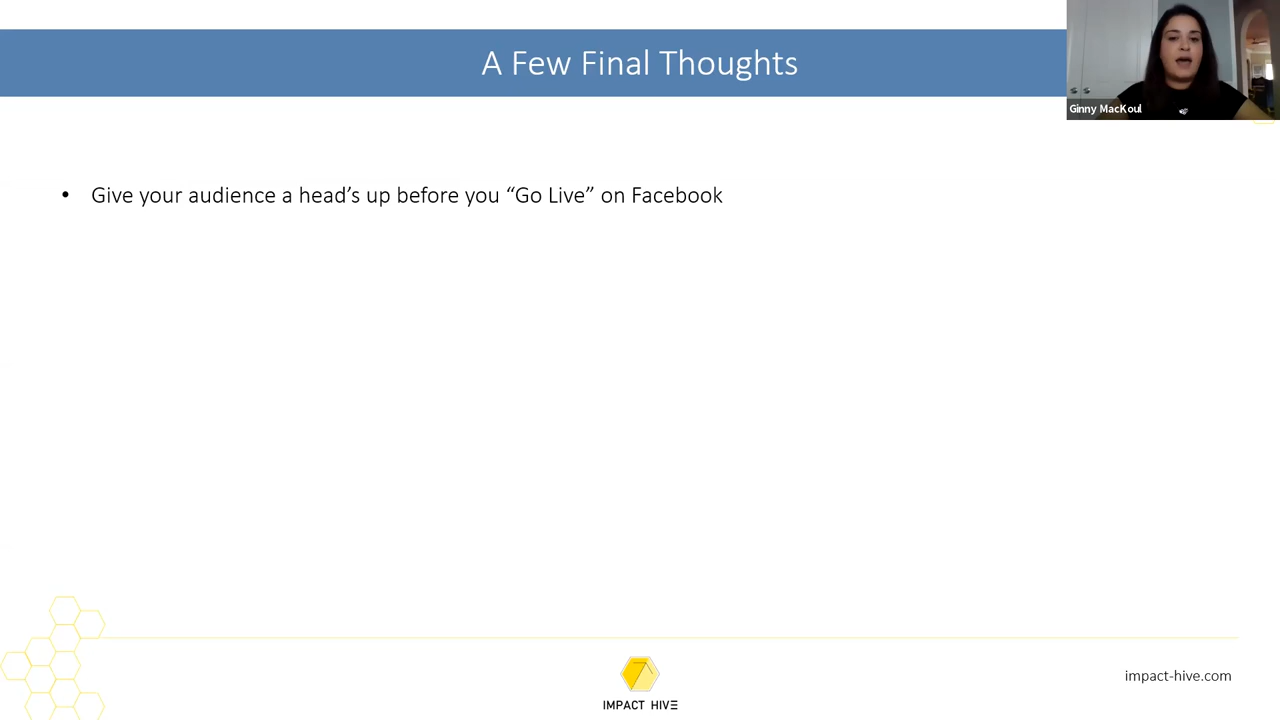 A Few Final Thoughts
Ginny MacKoul
• Give your audience a head’s up before you “Go Live” on Facebook
IMPACT HIVE
impact-hive.com